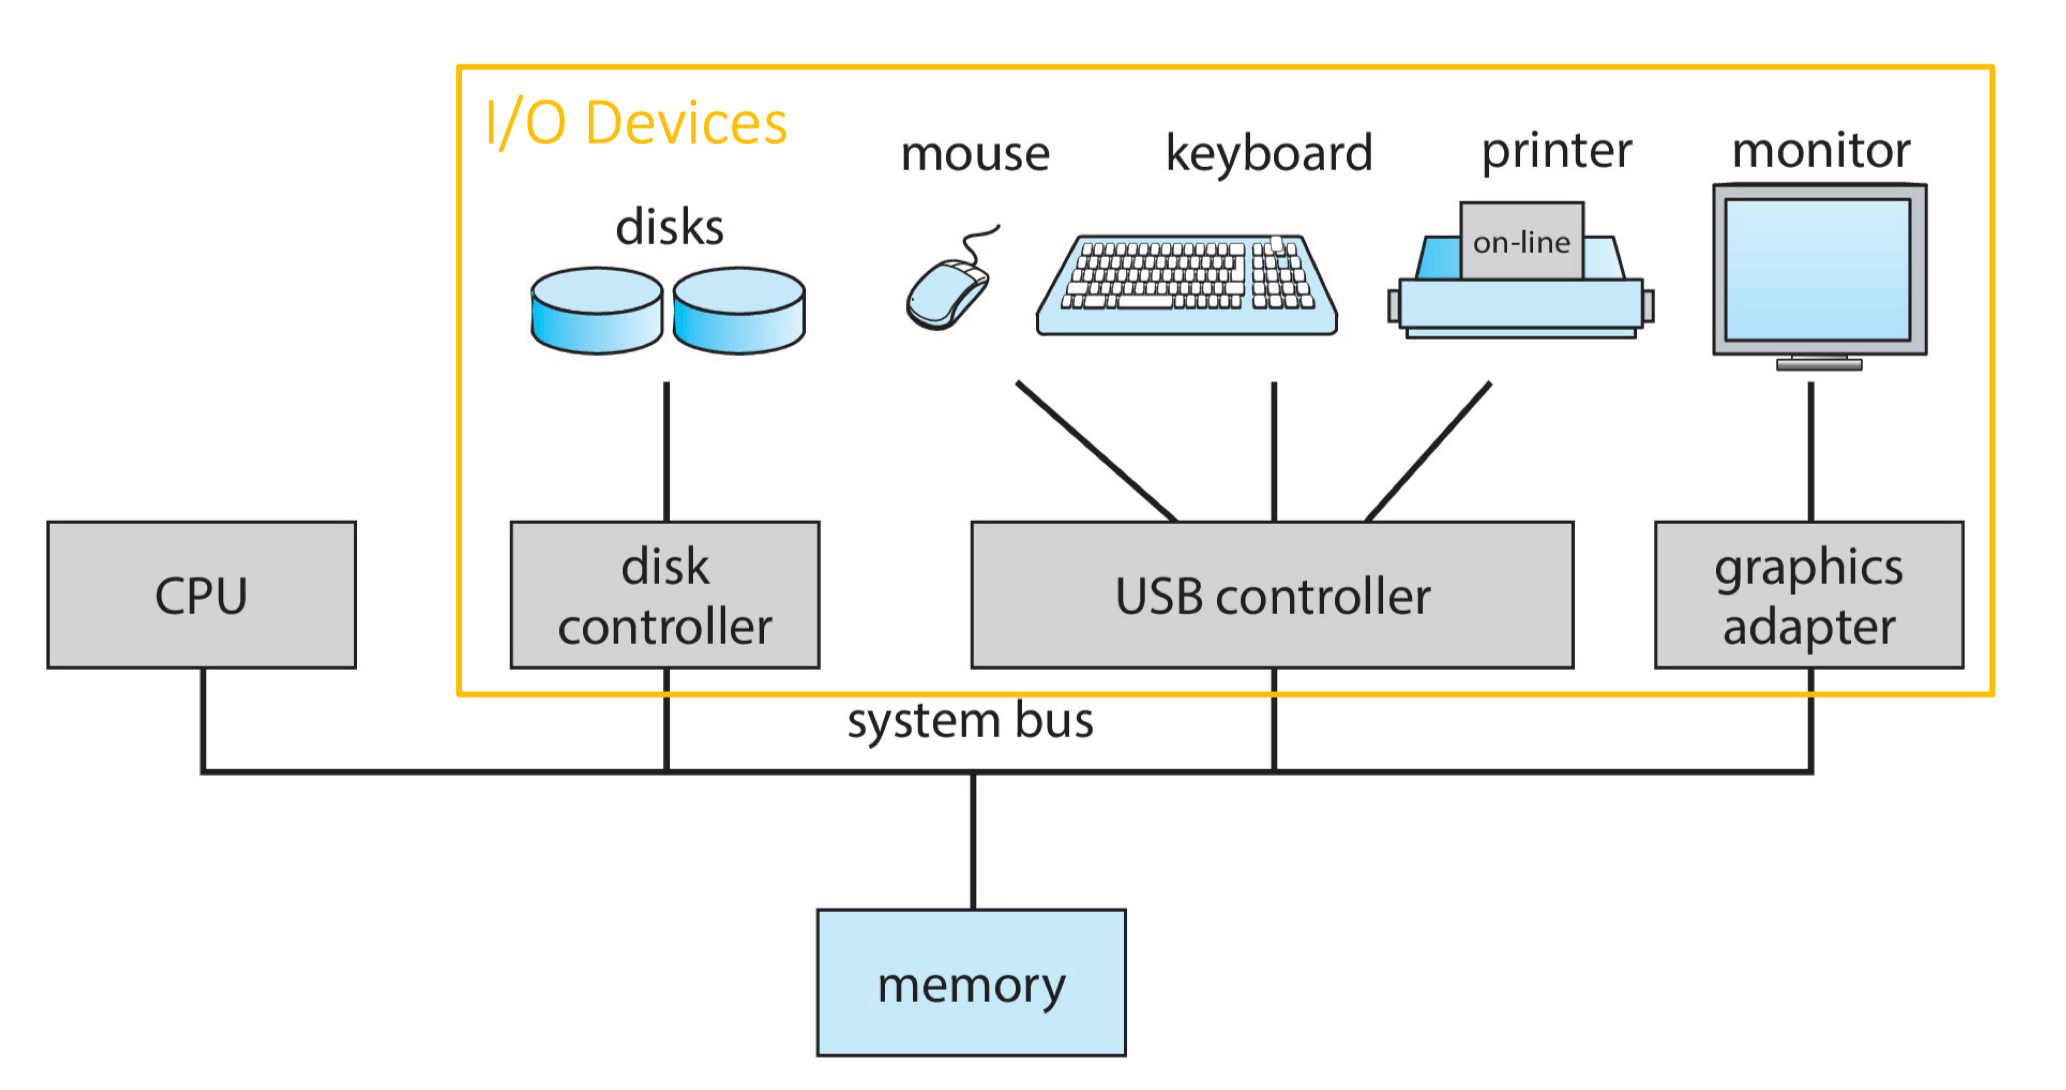 I/O Devices
mouse
keyboard
printer
monitor
disks
on-line
CPU
disk
controller
USB controller
graphics
adapter
system bus
memory